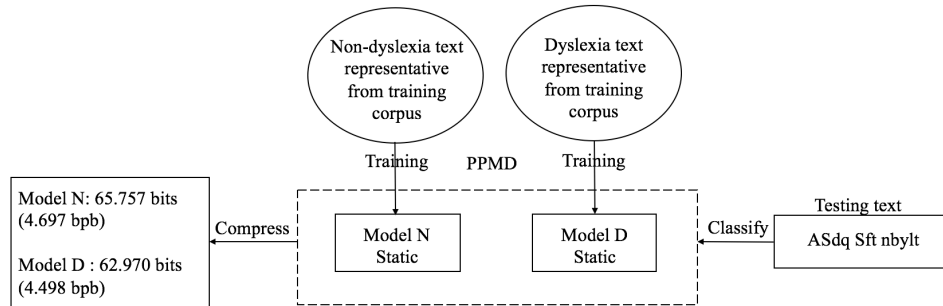 Non-dyslexia text
representative
from training
corpus
Dyslexia text
representative
from training
corpus
Training
PPMD
Training
Model N: 65.757 bits
(4.697 bpb)
Model D : 62.970 bits
(4.498 bpb)
Compress
Model N
Static
Model D
Static
Classify
Testing text
ASdq Sft nbylt